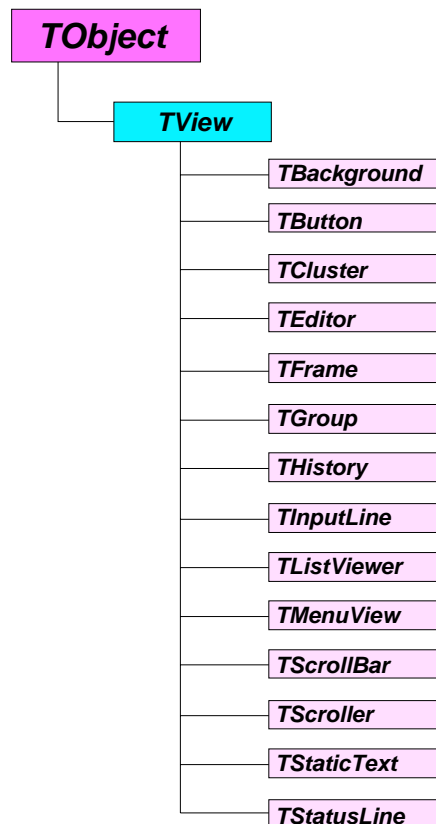 TObject
TView
TBackground
TButton
TCluster
TEditor
TFrame
TGroup
THistory
TInputLine
TListViewer
TMenuView
TScrollBar
TScroller
TStaticText
TStatusLine